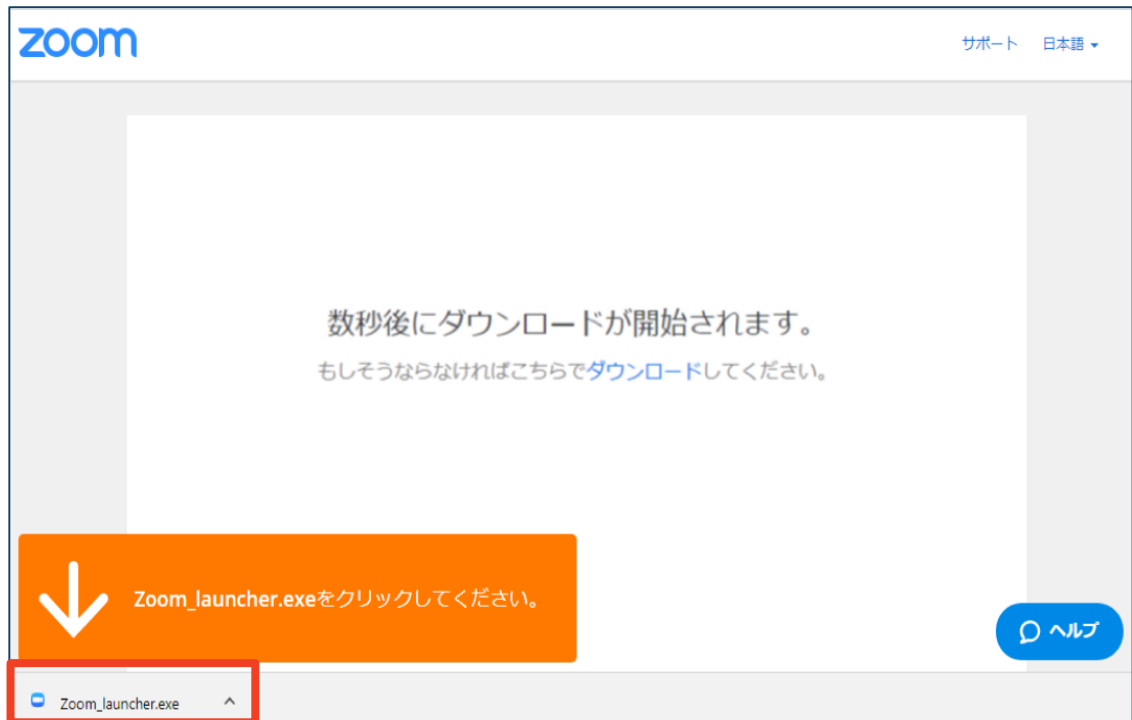 zoom
サポート 日本語
数秒後にダウンロードが開始されます。
もしそうならなければこちらでダウンロードしてください。
Zoom_launcher.exeをクリックしてください。
ヘルプ
Zoom_launcher.exe